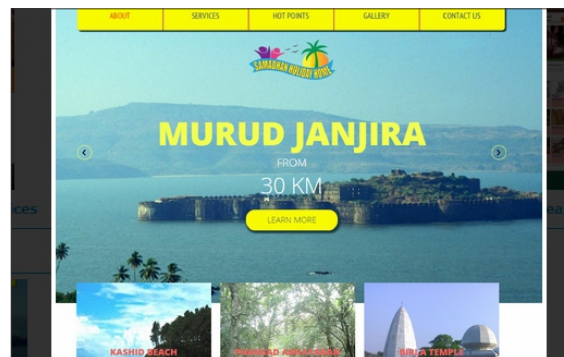 ABOUT SERVICES HOT POINTS GALLERY CONTACT US
SAMADHAN HOLIDAY HOME
MURUD JANJIRA
FROM
30 KM
LEARN MORE
KASHID BEACH
BIRLA TEMPLE